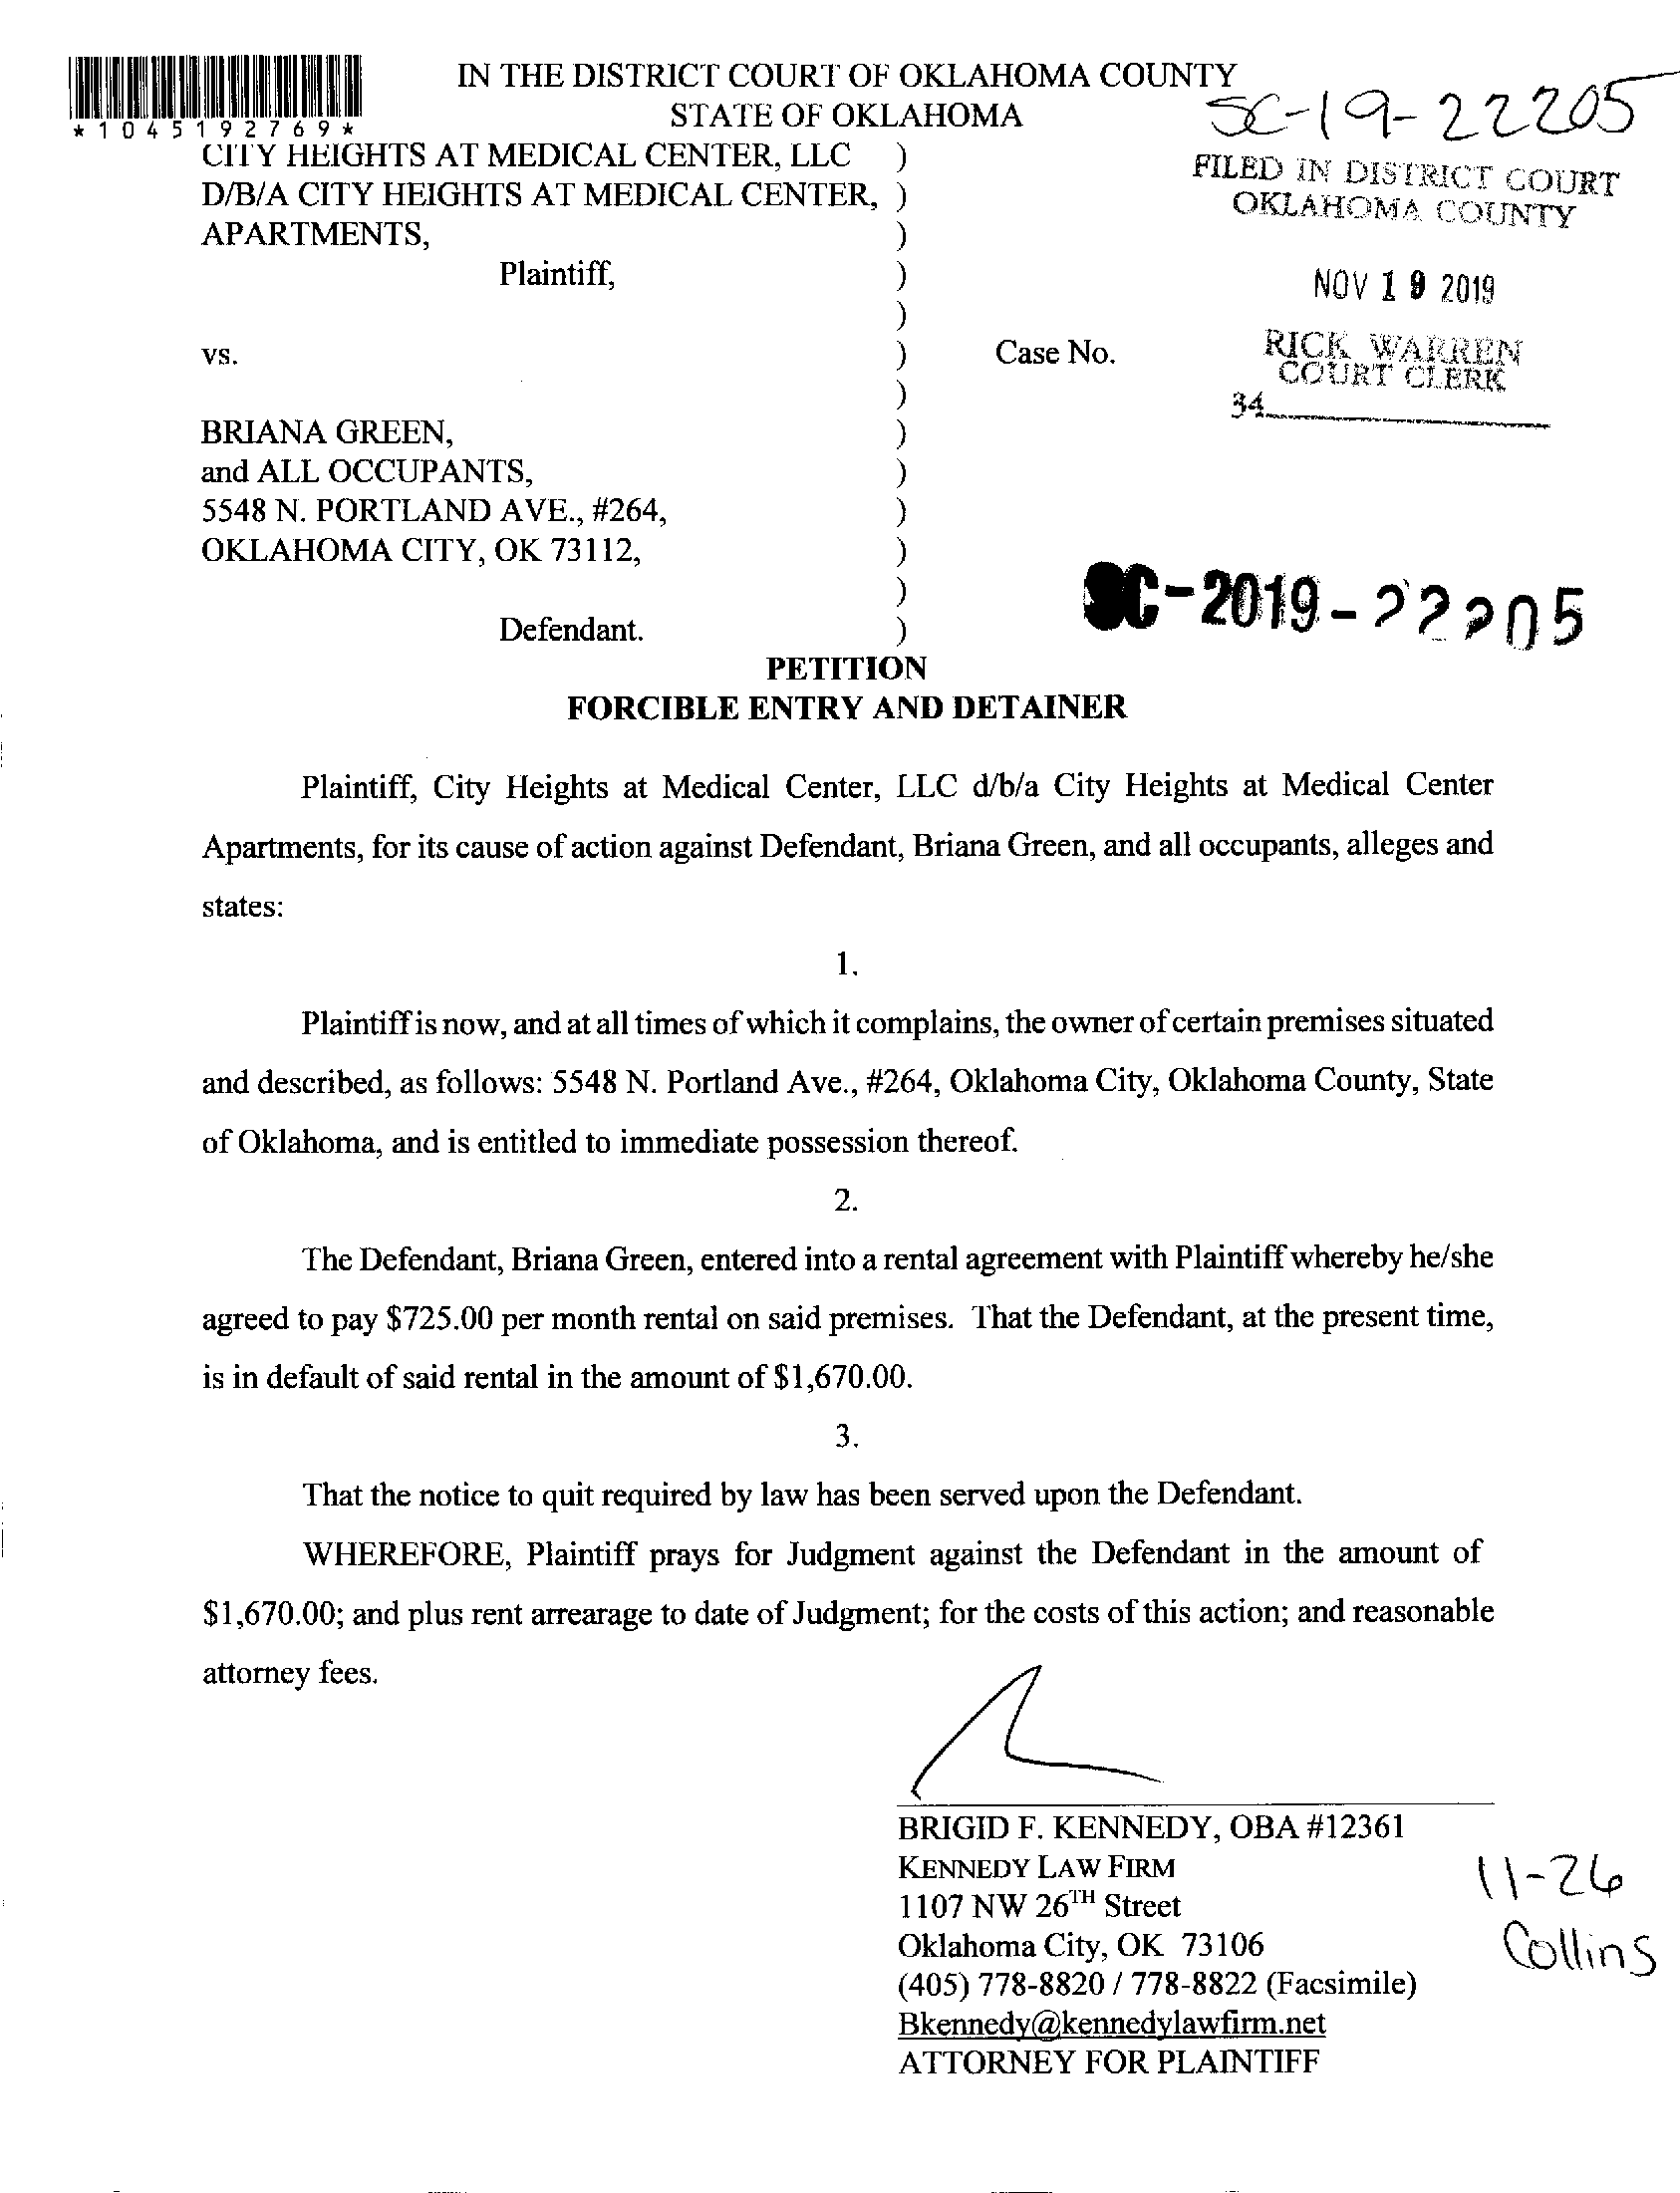 IN THE DISTRICT COURT OF OKLAHOMA COUNTY
STATE OF OKLAHOMA
SC-19-22205
*1045192769*
FILED IN DISTRICT COURT
OKLAHOMA COUNTY
NOV 19 2019
RICK WARREN
COURT CLERK
34
CITY HEIGHTS AT MEDICAL CENTER, LLC )
D/B/A CITY HEIGHTS AT MEDICAL CENTER, )
APARTMENTS, )
Plaintiff, )
)
vs. ) Case No.
)
BRIANA GREEN, )
and ALL OCCUPANTS, )
5548 N. PORTLAND AVE., #264, )
OKLAHOMA CITY, OK 73112, )
)
Defendant. )
SC-2019-22205
PETITION
FORCIBLE ENTRY AND DETAINER
Plaintiff, City Heights at Medical Center, LLC d/b/a City Heights at Medical Center
Apartments, for its cause of action against Defendant, Briana Green, and all occupants, alleges and
states:
1.
Plaintiff is now, and at all times of which it complains, the owner of certain premises situated
and described, as follows: 5548 N. Portland Ave., #264, Oklahoma City, Oklahoma County, State
of Oklahoma, and is entitled to immediate possession thereof.
2.
The Defendant, Briana Green, entered into a rental agreement with Plaintiff whereby he/she
agreed to pay $725.00 per month rental on said premises. That the Defendant, at the present time,
is in default of said rental in the amount of $1,670.00.
3.
That the notice to quit required by law has been served upon the Defendant.
WHEREFORE, Plaintiff prays for Judgment against the Defendant in the amount of
$1,670.00; and plus rent arrearage to date of Judgment; for the costs of this action; and reasonable
attorney fees.
BRIGID F. KENNEDY, OBA #12361
KENNEDY LAW FIRM
1107 NW 26TH Street
Oklahoma City, OK 73106
(405) 778-8820 / 778-8822 (Facsimile)
Bkennedy@kennedylawfirm.net
ATTORNEY FOR PLAINTIFF
11-26
Collins